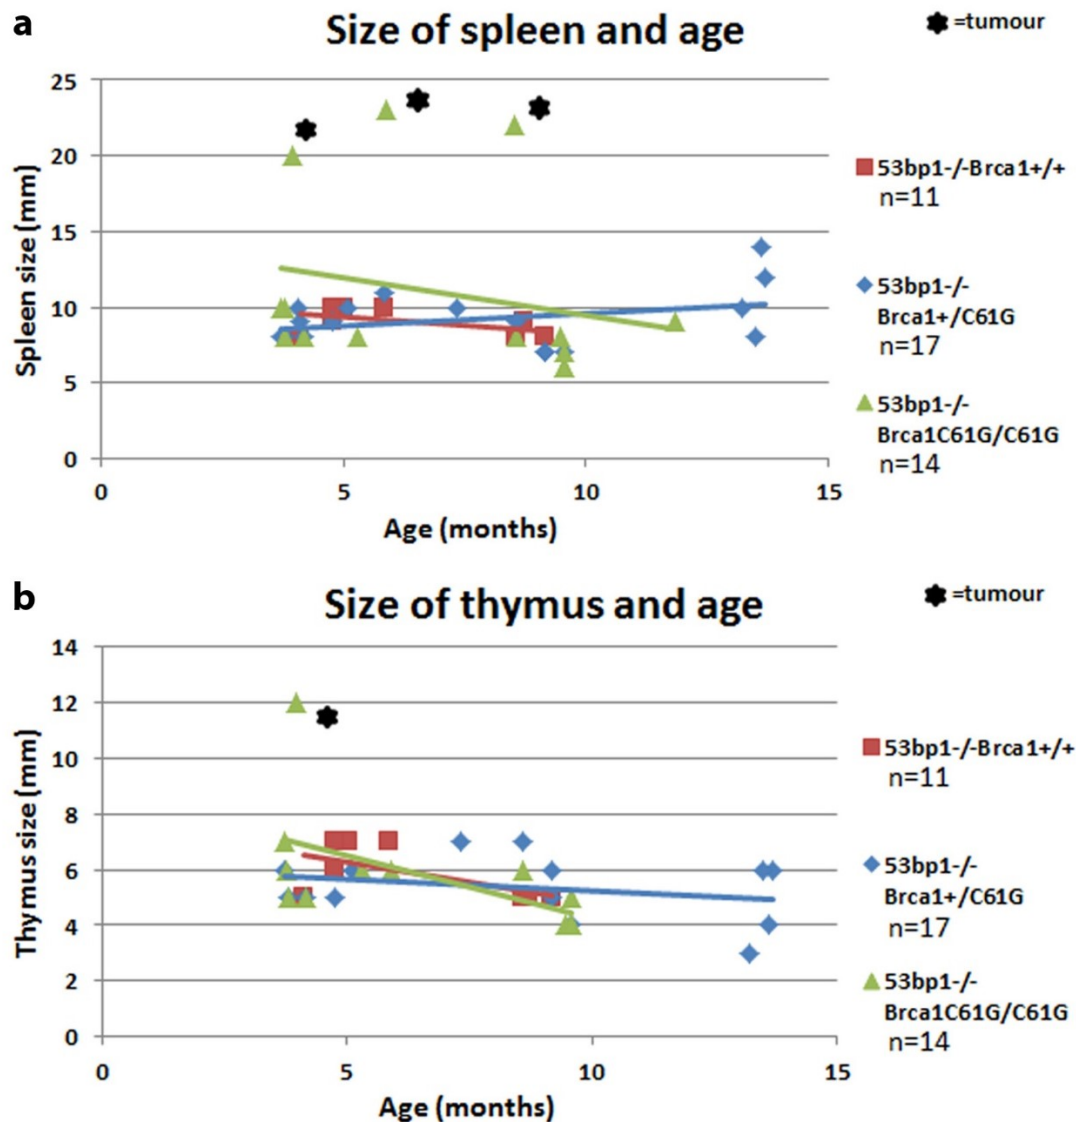 a
Size of spleen and age
=tumour
Spleen size (mm)
25
20
15
10
5
0
0 5 10 15
Age (months)
53bp1-/-Brca1+/+
n=11
53bp1-/-
Brca1+/C61G
n=17
53bp1-/-
Brca1C61G/C61G
n=14
b
Size of thymus and age
=tumour
Thymus size (mm)
14
12
10
8
6
4
2
0
0 5 10 15
Age (months)
53bp1-/-Brca1+/+
n=11
53bp1-/-
Brca1+/C61G
n=17
53bp1-/-
Brca1C61G/C61G
n=14